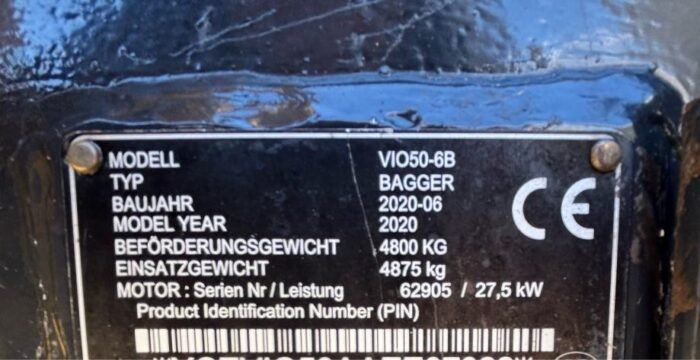 MODELL VIO50-6B
TYP BAGGER
BAUJAHR 2020-06
MODEL YEAR 2020
BEFÖRDERUNGSGEWICHT 4800 KG
EINSATZGEWICHT 4875 kg
MOTOR : Serien Nr / Leistung 62905 / 27,5 kW
Product Identification Number (PIN)
CE